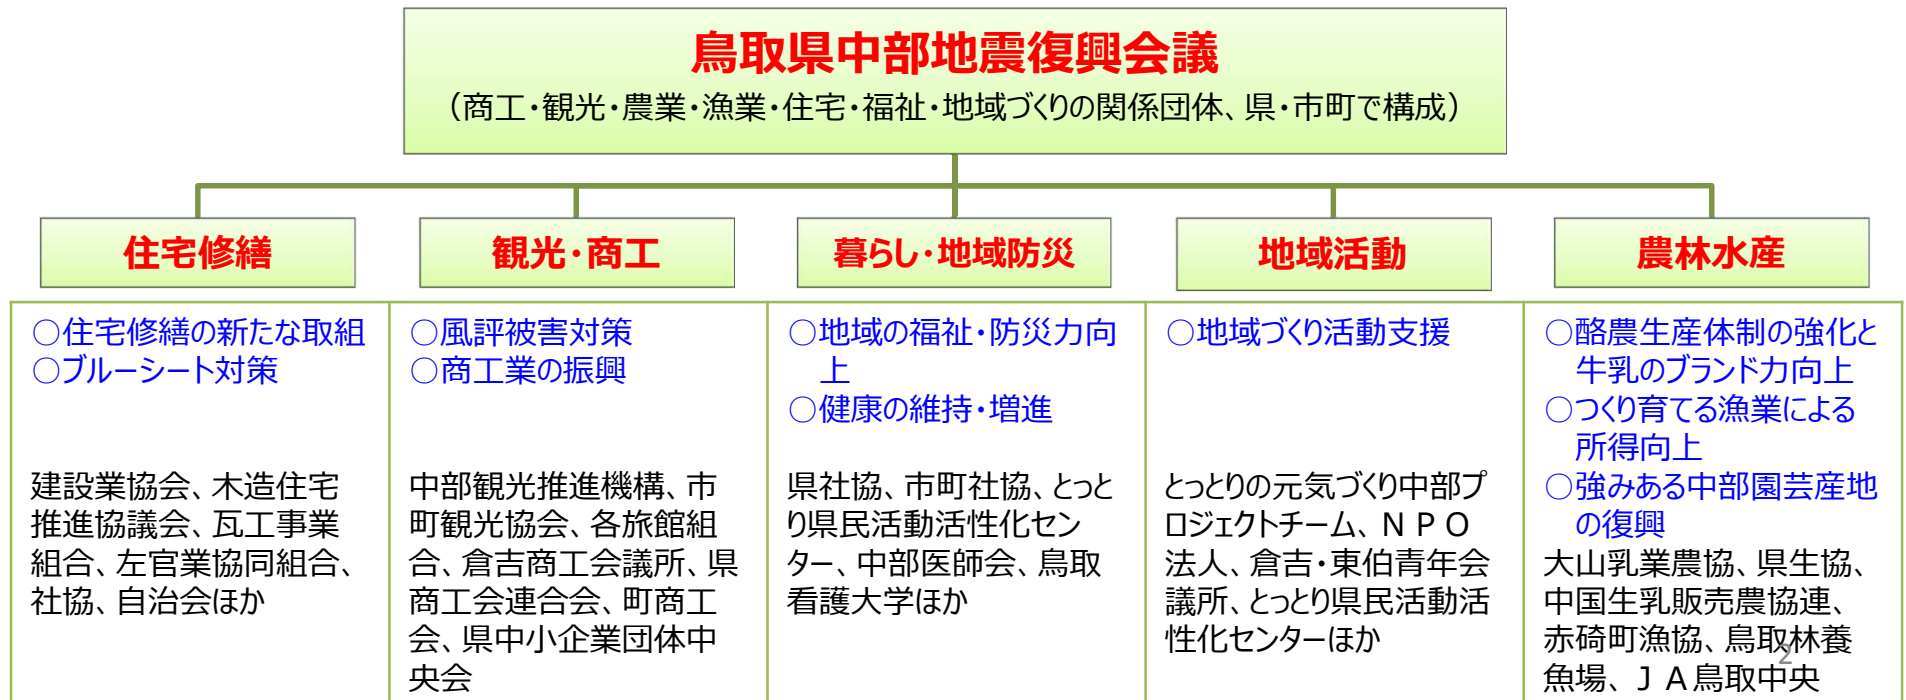 鳥取県中部地震復興会議
（商工・観光・農業・漁業・住宅・福祉・地域づくりの関係団体、県・市町で構成）
住宅修繕
観光・商工
暮らし・地域防災
地域活動
農林水産
○住宅修繕の新たな取組
○ブルーシート対策
建設業協会、木造住宅
推進協議会、瓦工事業
組合、左官業協同組合、
社協、自治会ほか
○風評被害対策
○商工業の振興
中部観光推進機構、市
町観光協会、各旅館組
合、倉吉商工会議所、県
商工会連合会、町商工
会、県中小企業団体中
央会
○地域の福祉・防災力向
上
○健康の維持・増進
県社協、市町社協、とっと
り県民活動活性化セン
ター、中部医師会、鳥取
看護大学ほか
○地域づくり活動支援
とっとりの元気づくり中部プ
ロジェクトチーム、ＮＰＯ
法人、倉吉・東伯青年会
議所、とっとり県民活動活
性化センターほか
○酪農生産体制の強化と
牛乳のブランド力向上
○つくり育てる漁業による
所得向上
○強みある中部園芸産地
の復興
大山乳業農協、県生協、
中国生乳販売農協連、
赤碕町漁協、鳥取林養
魚場、ＪＡ鳥取中央
2